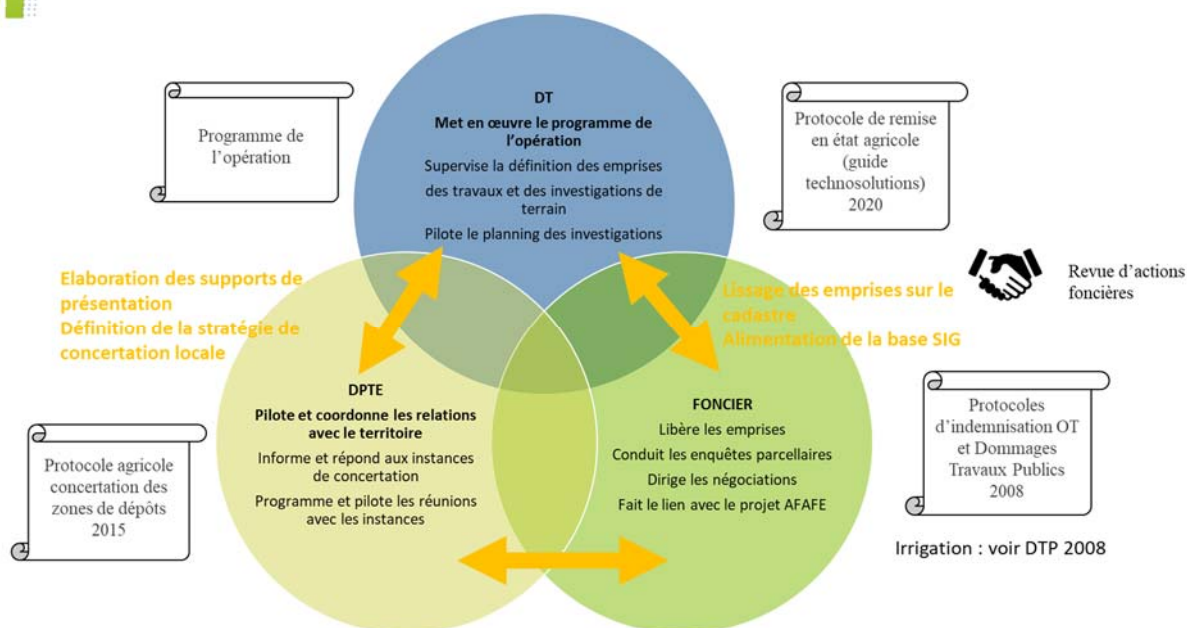 DT
Met en œuvre le programme de
l’opération
Supervise la définition des emprises
des travaux et des investigations de
terrain
Pilote le planning des investigations
Programme de
l’opération
Protocole de remise
en état agricole
(guide
technosolutions)
2020
Elaboration des supports de
présentation
Définition de la stratégie de
concertation locale
Lissage des emprises sur le
cadastre
Alimentation de la base SIG
Revue d’actions
foncières
DPTE
Pilote et coordonne les relations
avec le territoire
Informe et répond aux instances
de concertation
Programme et pilote les réunions
avec les instances
FONCIER
Libère les emprises
Conduit les enquêtes parcellaires
Dirige les négociations
Fait le lien avec le projet AFAFE
Protocole agricole
concertation des
zones de dépôts
2015
Protocoles
d’indemnisation OT
et Dommages
Travaux Publics
2008
Irrigation : voir DTP 2008